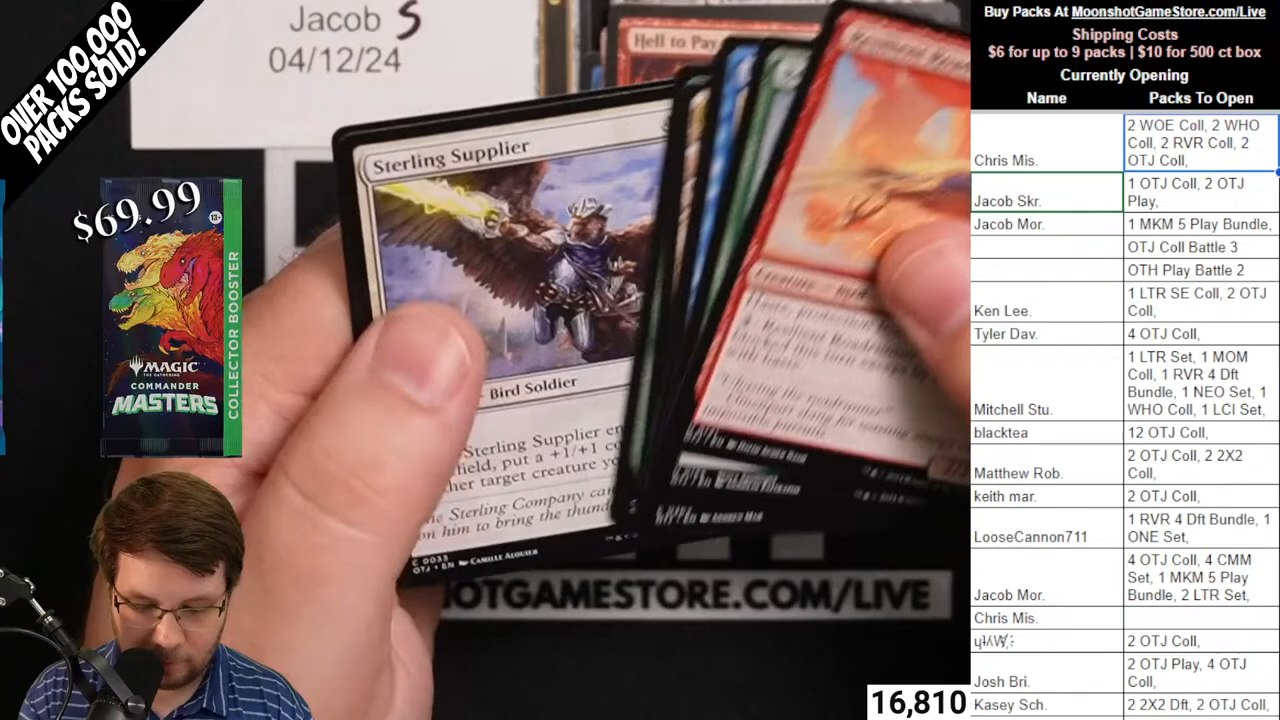 OVER 100,000
PACKS SOLD!
Jacob S
04/12/24
Hell to Pay
Sterling Supplier
Bird Soldier
Sterling Supplier
field, put a +1/+1
target creature
Sterling Company
him to bring the
C 0033
OTJ • EN CAMILLE ALQUIER
Creature
$69.99
13+
MAGIC
THE GATHERING
COMMANDER
MASTERS
COLLECTOR BOOSTER
OTGAMESTORE.COM/LIVE
16,810
Buy Packs At MoonshotGameStore.com/Live
Shipping Costs
$6 for up to 9 packs | $10 for 500 ct box
Currently Opening
Name Packs To Open
Chris Mis. 2 WOE Coll, 2 WHO
Coll, 2 RVR Coll, 2
OTJ Coll,
Jacob Skr. 1 OTJ Coll, 2 OTJ
Play,
Jacob Mor. 1 MKM 5 Play Bundle,
OTJ Coll Battle 3
OTH Play Battle 2
Ken Lee. 1 LTR SE Coll, 2 OTJ
Coll,
Tyler Dav. 4 OTJ Coll,
Mitchell Stu. 1 LTR Set, 1 MOM
Coll, 1 RVR 4 Dft
Bundle, 1 NEO Set, 1
WHO Coll, 1 LCI Set,
blacktea 12 OTJ Coll,
Matthew Rob. 2 OTJ Coll, 2 2X2
Coll,
keith mar. 2 OTJ Coll,
LooseCannon711 1 RVR 4 Dft Bundle, 1
ONE Set,
Jacob Mor. 4 OTJ Coll, 4 CMM
Set, 1 MKM 5 Play
Bundle, 2 LTR Set,
Chris Mis.
2 OTJ Coll,
Josh Bri. 2 OTJ Play, 4 OTJ
Coll,
Kasey Sch. 2 2X2 Dft, 2 OTJ Coll,